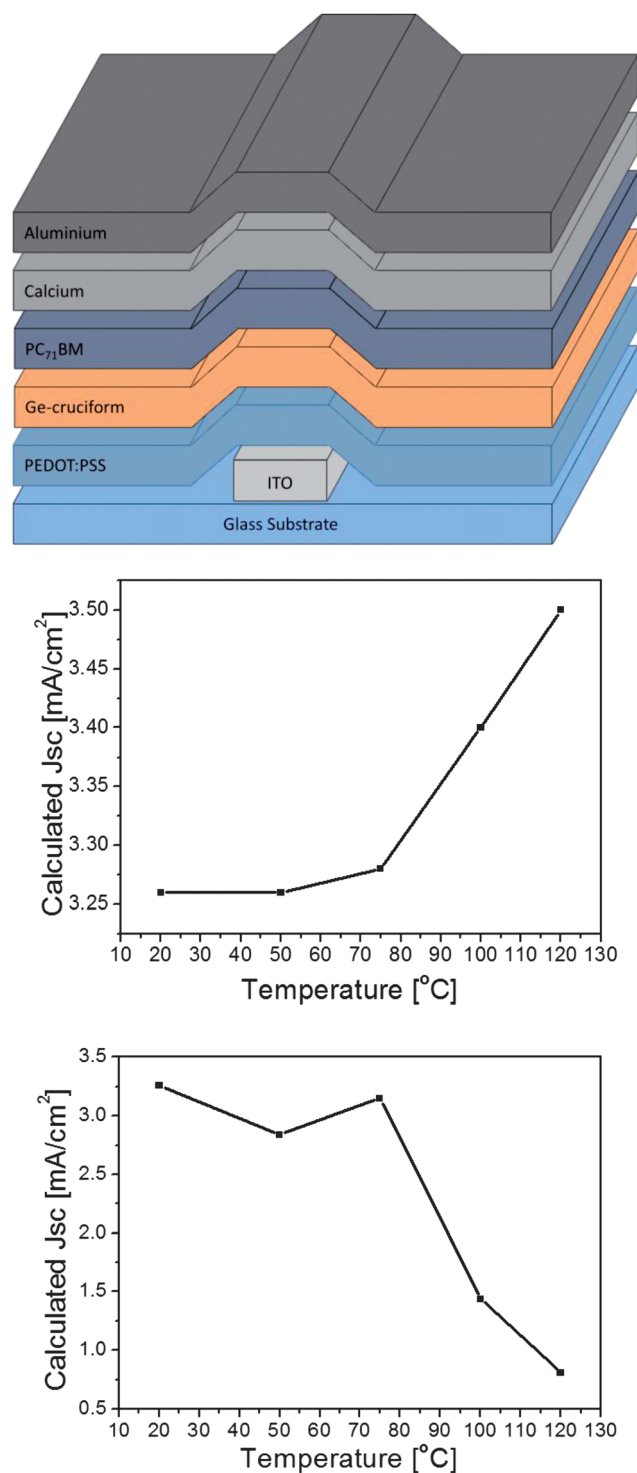 Aluminium
Calcium
PC₇₁BM
Ge-cruciform
PEDOT:PSS
ITO
Glass Substrate
Calculated Jsc [mA/cm²]
3.50
3.45
3.40
3.35
3.30
3.25
10 20 30 40 50 60 70 80 90 100 110 120 130
Temperature [°C]
Calculated Jsc [mA/cm²]
3.5
3.0
2.5
2.0
1.5
1.0
0.5
10 20 30 40 50 60 70 80 90 100 110 120 130
Temperature [°C]